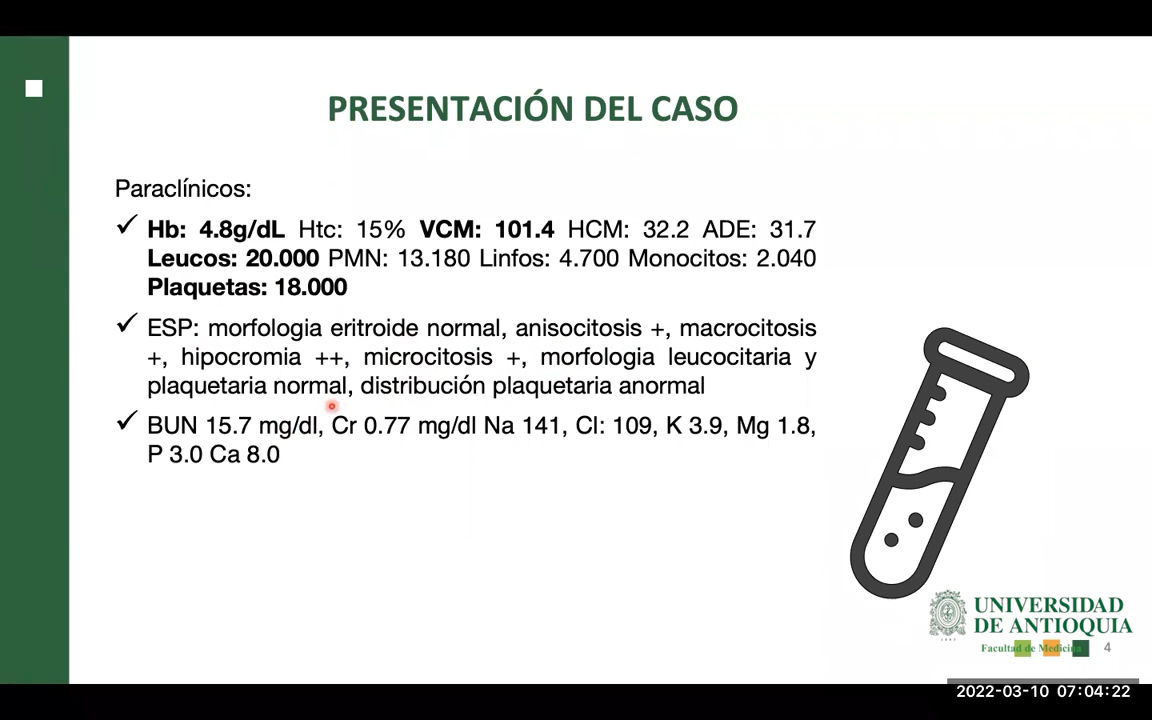 PRESENTACIÓN DEL CASO
Paraclínicos:
✓ Hb: 4.8g/dL Htc: 15% VCM: 101.4 HCM: 32.2 ADE: 31.7
Leucos: 20.000 PMN: 13.180 Linfos: 4.700 Monocitos: 2.040
Plaquetas: 18.000
✓ ESP: morfologia eritroide normal, anisocitosis +, macrocitosis
+, hipocromia ++, microcitosis +, morfologia leucocitaria y
plaquetaria normal, distribución plaquetaria anormal
✓ BUN 15.7 mg/dl, Cr 0.77 mg/dl Na 141, Cl: 109, K 3.9, Mg 1.8,
P 3.0 Ca 8.0
UNIVERSIDAD
DE ANTIOQUIA
Facultad de Medicina
4
2022-03-10 07:04:22